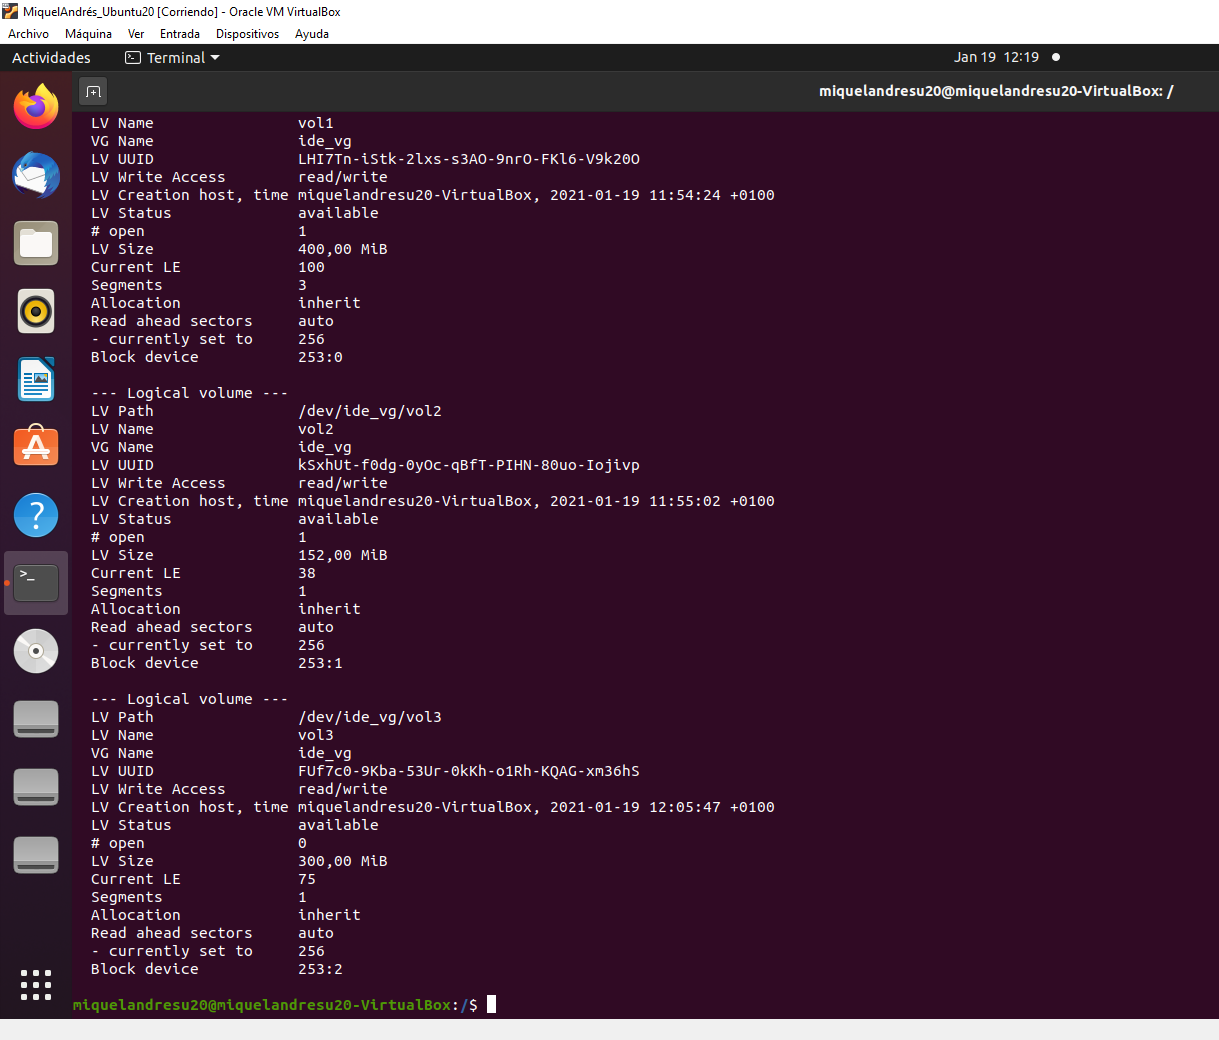 MiquelAndrés_Ubuntu20 [Corriendo] - Oracle VM VirtualBox
Archivo Máquina Ver Entrada Dispositivos Ayuda
Actividades Terminal Jan 19 12:19
miquelandresu20@miquelandresu20-VirtualBox: /
LV Name vol1
VG Name ide_vg
LV UUID LHI7Tn-iStk-2lxs-s3AO-9nrO-FKl6-V9k20O
LV Write Access read/write
LV Creation host, time miquelandresu20-VirtualBox, 2021-01-19 11:54:24 +0100
LV Status available
# open 1
LV Size 400,00 MiB
Current LE 100
Segments 3
Allocation inherit
Read ahead sectors auto
- currently set to 256
Block device 253:0
--- Logical volume ---
LV Path /dev/ide_vg/vol2
LV Name vol2
VG Name ide_vg
LV UUID kSxhUt-f0dg-0yOc-qBfT-PIHN-80uo-Iojivp
LV Write Access read/write
LV Creation host, time miquelandresu20-VirtualBox, 2021-01-19 11:55:02 +0100
LV Status available
# open 1
LV Size 152,00 MiB
Current LE 38
Segments 1
Allocation inherit
Read ahead sectors auto
- currently set to 256
Block device 253:1
--- Logical volume ---
LV Path /dev/ide_vg/vol3
LV Name vol3
VG Name ide_vg
LV UUID FUf7c0-9Kba-53Ur-0kKh-o1Rh-KQAG-xm36hS
LV Write Access read/write
LV Creation host, time miquelandresu20-VirtualBox, 2021-01-19 12:05:47 +0100
LV Status available
# open 0
LV Size 300,00 MiB
Current LE 75
Segments 1
Allocation inherit
Read ahead sectors auto
- currently set to 256
Block device 253:2
miquelandresu20@miquelandresu20-VirtualBox:/$